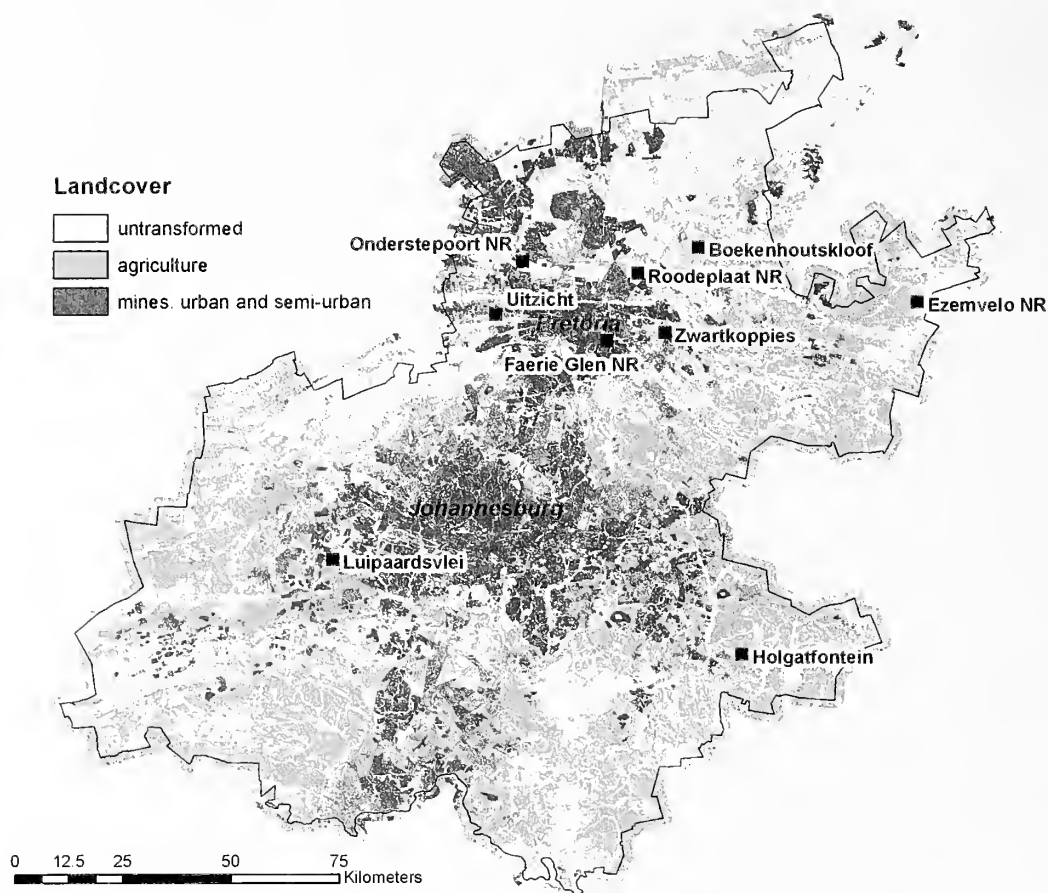 Landcover
untransformed
agriculture
mines. urban and semi-urban
Onderstepoort NR
Boekenhoutskloof
Roodeplaat NR
Ezemvelo NR
Uitzicht
Pretoria
Zwartkoppies
Faerie Glen NR
Johannesburg
Luipaardsvlei
Holgatfontein
0 12.5 25 50 75
Kilometers